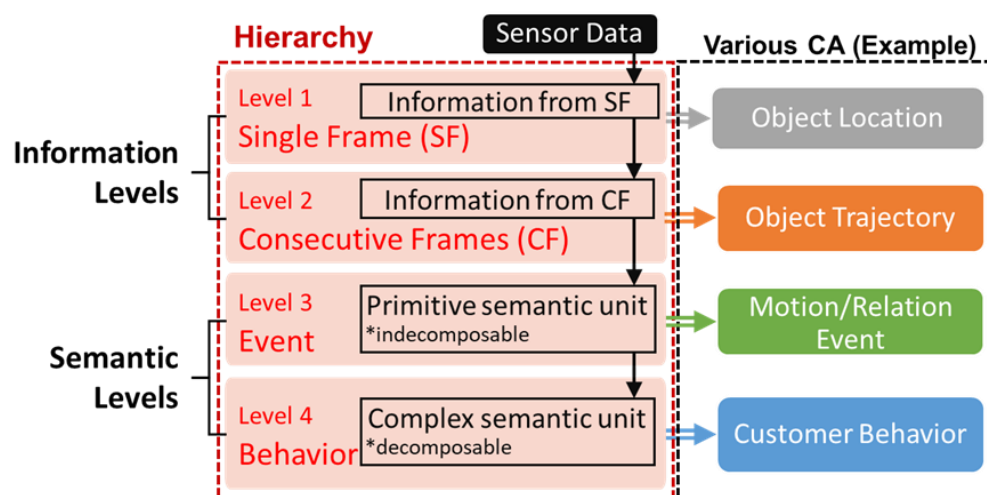 Hierarchy
Sensor Data
Various CA (Example)
Information
Levels
Level 1
Single Frame (SF)
Information from SF
Object Location
Level 2
Consecutive Frames (CF)
Information from CF
Object Trajectory
Semantic
Levels
Level 3
Event
Primitive semantic unit
*indecomposable
Motion/Relation
Event
Level 4
Behavior
Complex semantic unit
*decomposable
Customer Behavior